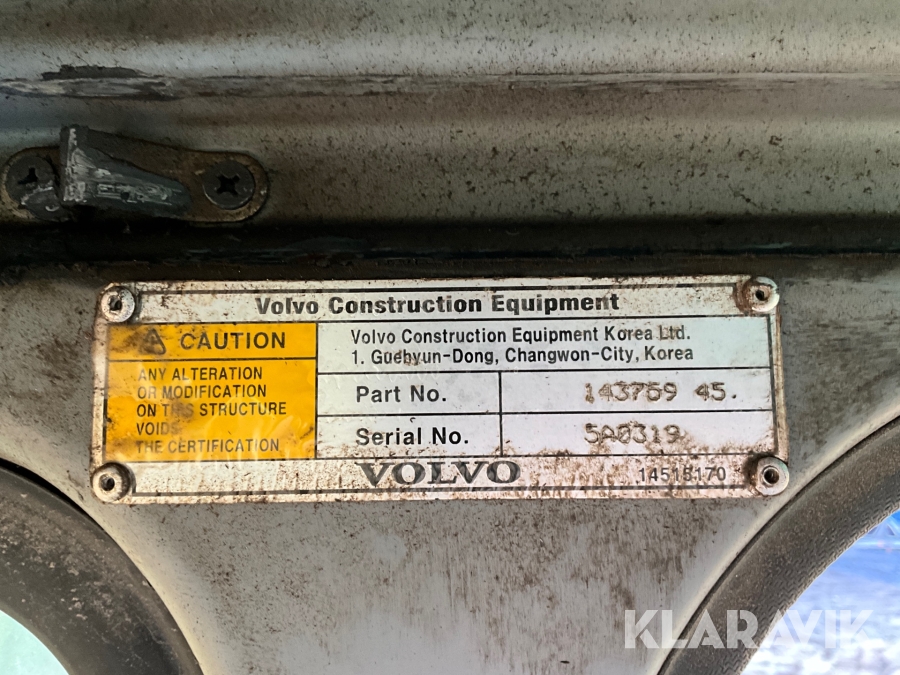 Volvo Construction Equipment
CAUTION
ANY ALTERATION
OR MODIFICATION
ON THIS STRUCTURE
VOIDS
THE CERTIFICATION
Volvo Construction Equipment Korea Ltd.
1. Guebyun-Dong, Changwon-City, Korea
Part No.
143759 45.
Serial No.
5A0319
VOLVO
14515170
KLARAVIK